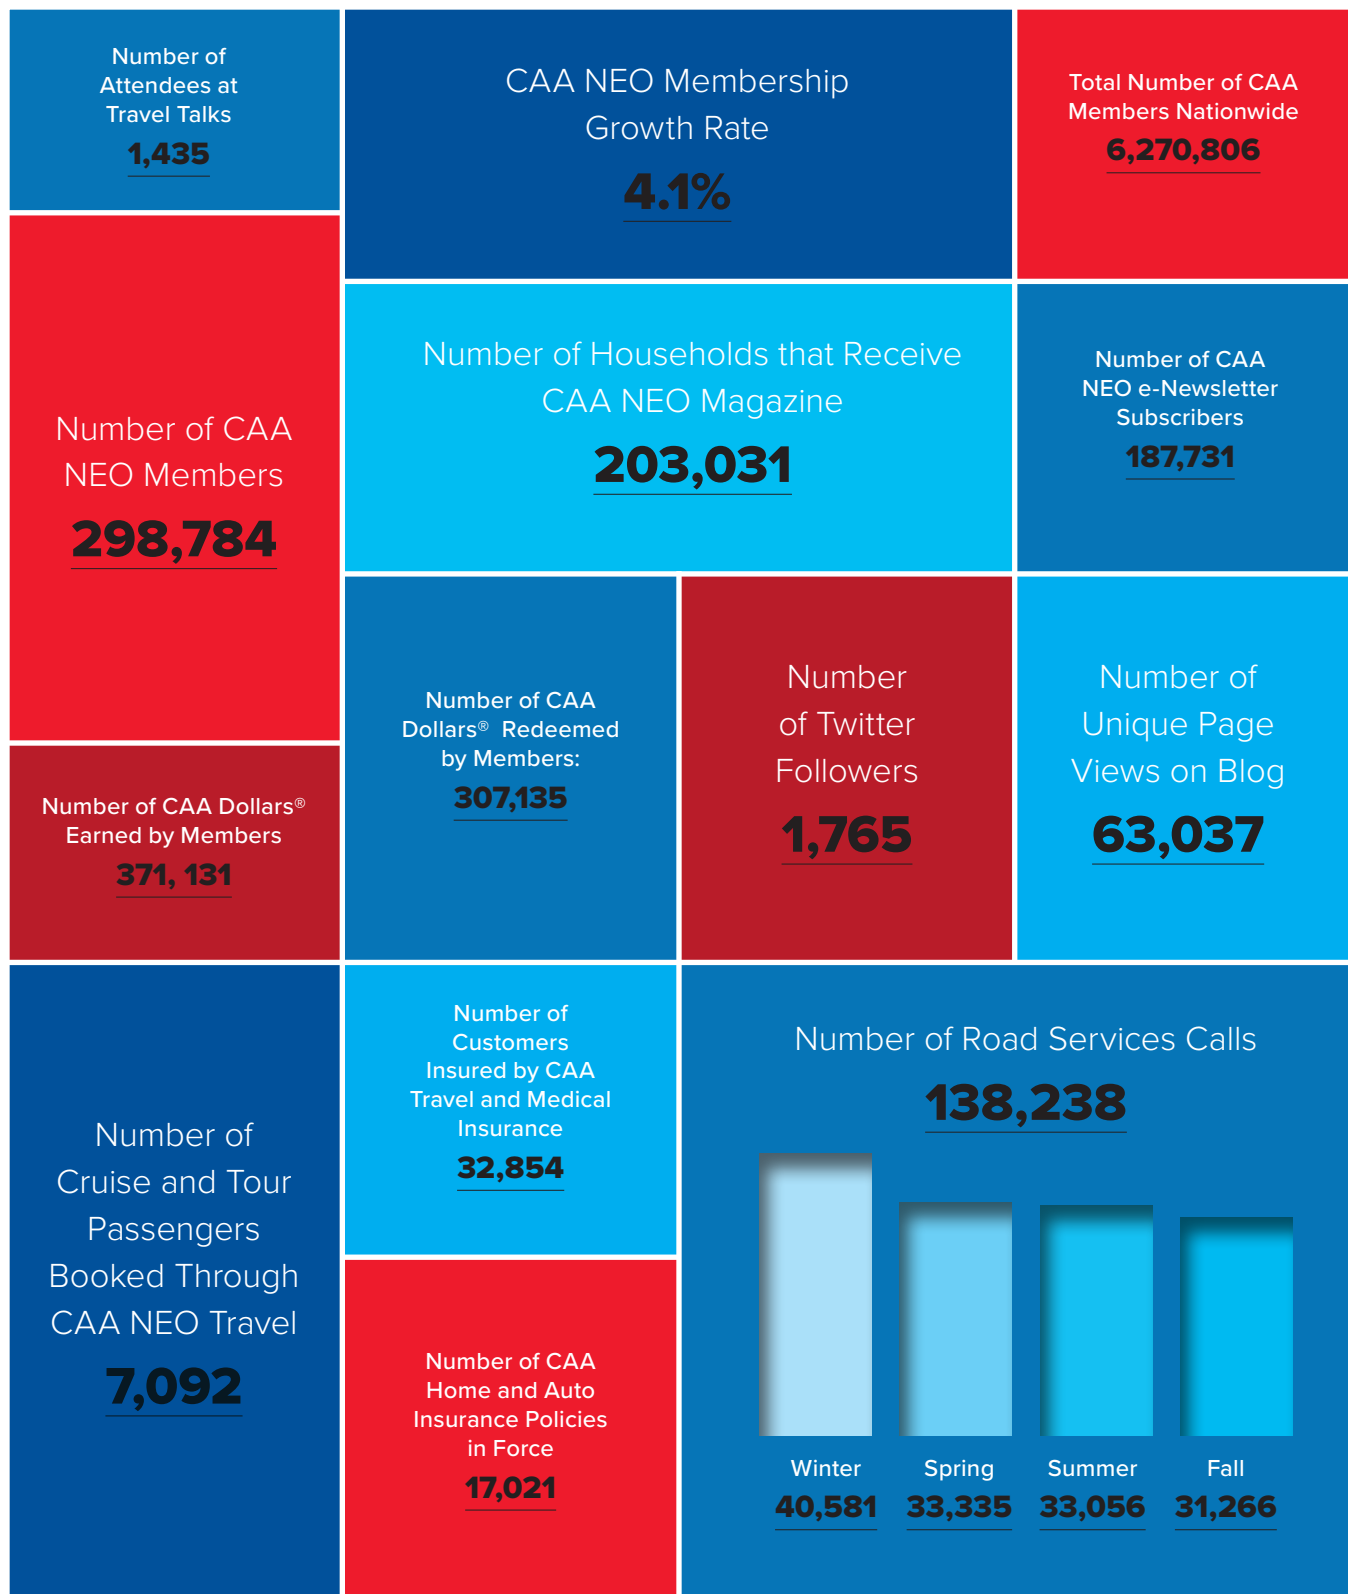 Number of
Attendees at
Travel Talks
1,435
CAA NEO Membership
Growth Rate
4.1%
Total Number of CAA
Members Nationwide
6,270,806
Number of CAA
NEO Members
298,784
Number of Households that Receive
CAA NEO Magazine
203,031
Number of CAA
NEO e-Newsletter
Subscribers
187,731
Number of CAA Dollars®
Earned by Members
371, 131
Number of CAA
Dollars®  Redeemed
by Members:
307,135
Number
of Twitter
Followers
1,765
Number of
Unique Page
Views on Blog
63,037
Number of
Cruise and Tour
Passengers
Booked Through
CAA NEO Travel
7,092
Number of
Customers
Insured by CAA
Travel and Medical
Insurance
32,854
Number of CAA
Home and Auto
Insurance Policies
in Force
17,021
Number of Road Services Calls
138,238
Winter Spring Summer Fall
40,581 33,335 33,056 31,266